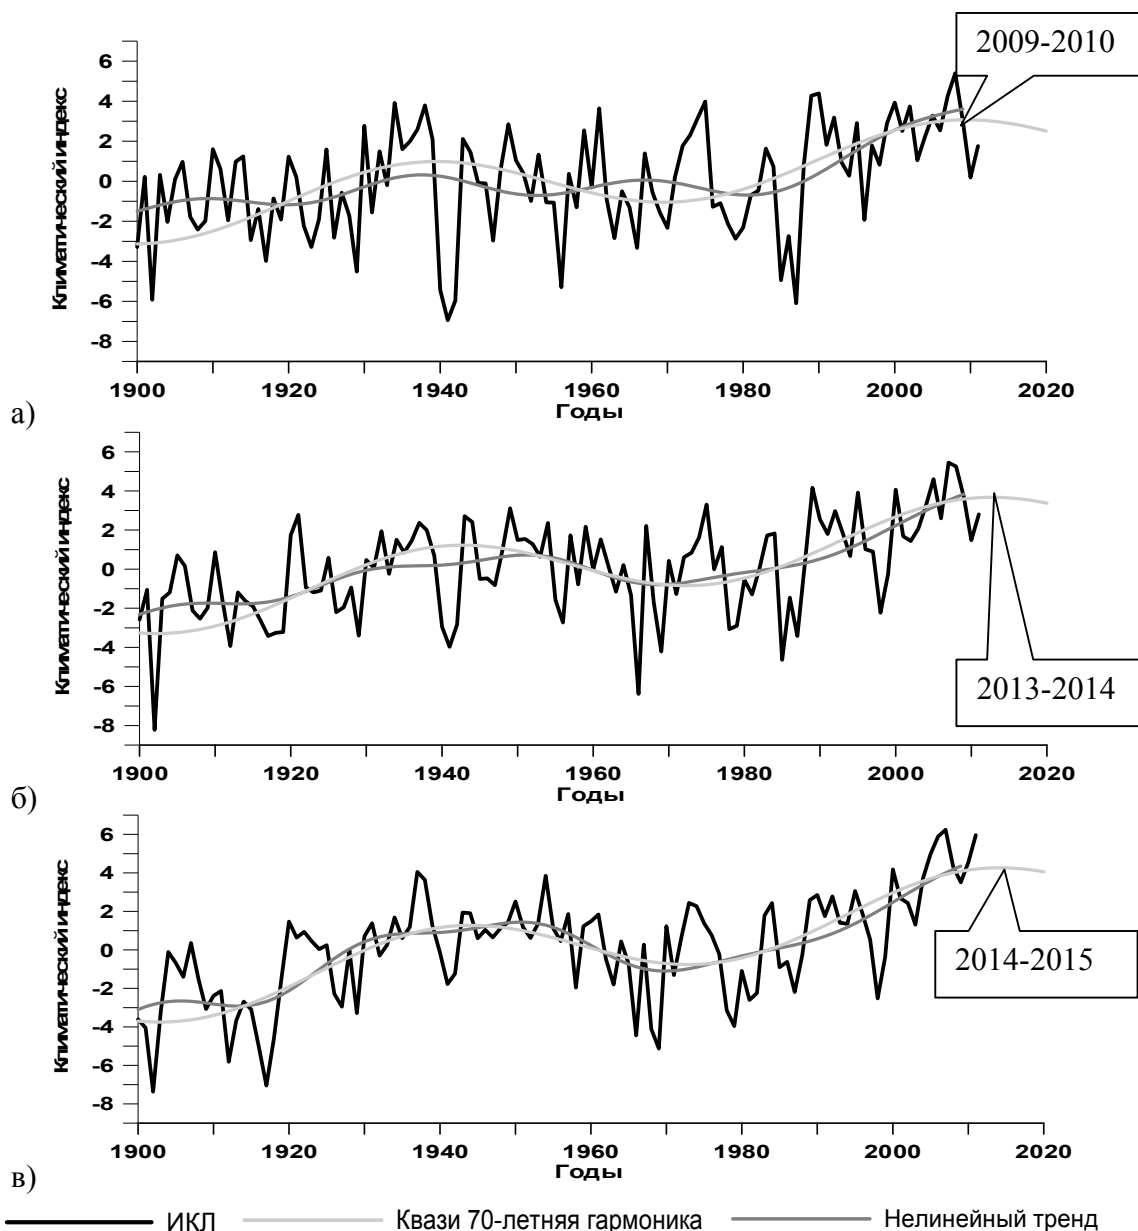 2009-2010
Климатический индекс
6
4
2
0
-2
-4
-6
-8
1900 1920 1940 1960 1980 2000 2020
Годы
а)
Климатический индекс
6
4
2
0
-2
-4
-6
-8
2013-2014
1900 1920 1940 1960 1980 2000 2020
Годы
б)
Климатический индекс
6
4
2
0
-2
-4
-6
-8
2014-2015
1900 1920 1940 1960 1980 2000 2020
Годы
в)
ИКЛ Квази 70-летняя гармоника Нелинейный тренд